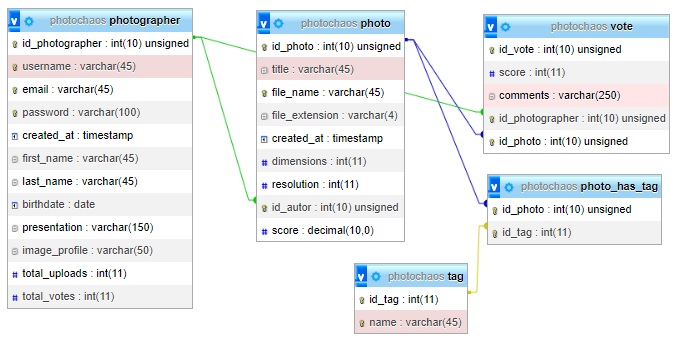 photochaos photographer
id_photographer : int(10) unsigned
username : varchar(45)
email : varchar(45)
password : varchar(100)
created_at : timestamp
first_name : varchar(45)
last_name : varchar(45)
birthdate : date
presentation : varchar(150)
image_profile : varchar(50)
total_uploads : int(11)
total_votes : int(11)
photochaos photo
id_photo : int(10) unsigned
title : varchar(45)
file_name : varchar(45)
file_extension : varchar(4)
created_at : timestamp
dimensions : int(11)
resolution : int(11)
id_autor : int(10) unsigned
score : decimal(10,0)
photochaos vote
id_vote : int(10) unsigned
score : int(11)
comments : varchar(250)
id_photographer : int(10) unsigned
id_photo : int(10) unsigned
photochaos photo_has_tag
id_photo : int(10) unsigned
id_tag : int(11)
photochaos tag
id_tag : int(11)
name : varchar(45)